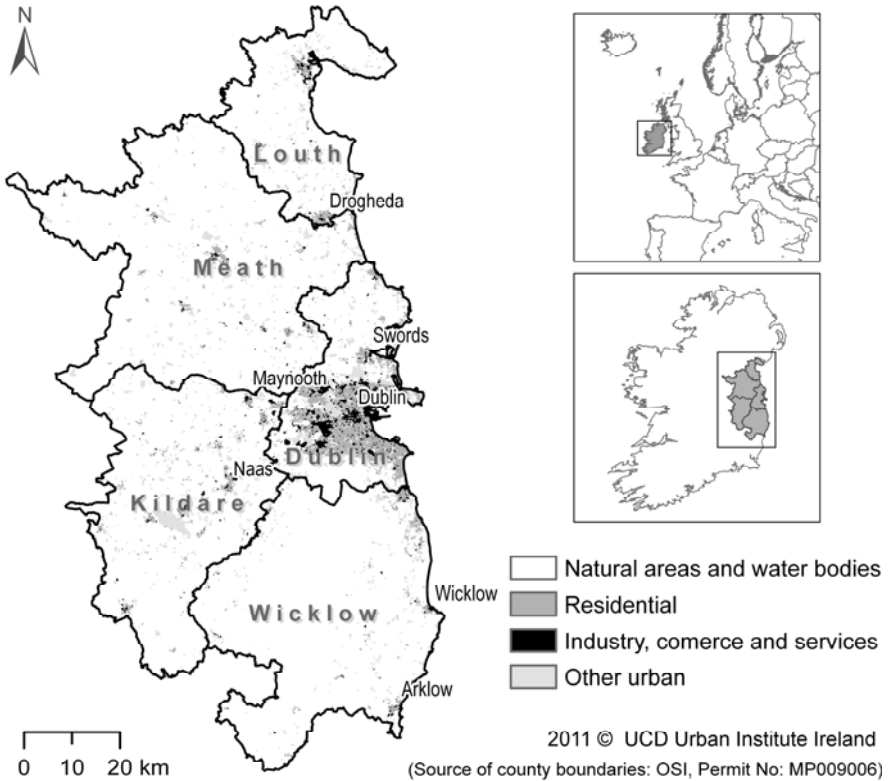 N
Louth
Drogheda
Meath
Swords
Maynooth
Dublin
Dublin
Naas
Kildare
Wicklow
Wicklow
Arklow
0 10 20 km
Natural areas and water bodies
Residential
Industry, comerce and services
Other urban
2011 © UCD Urban Institute Ireland
(Source of county boundaries: OSI, Permit No: MP009006)